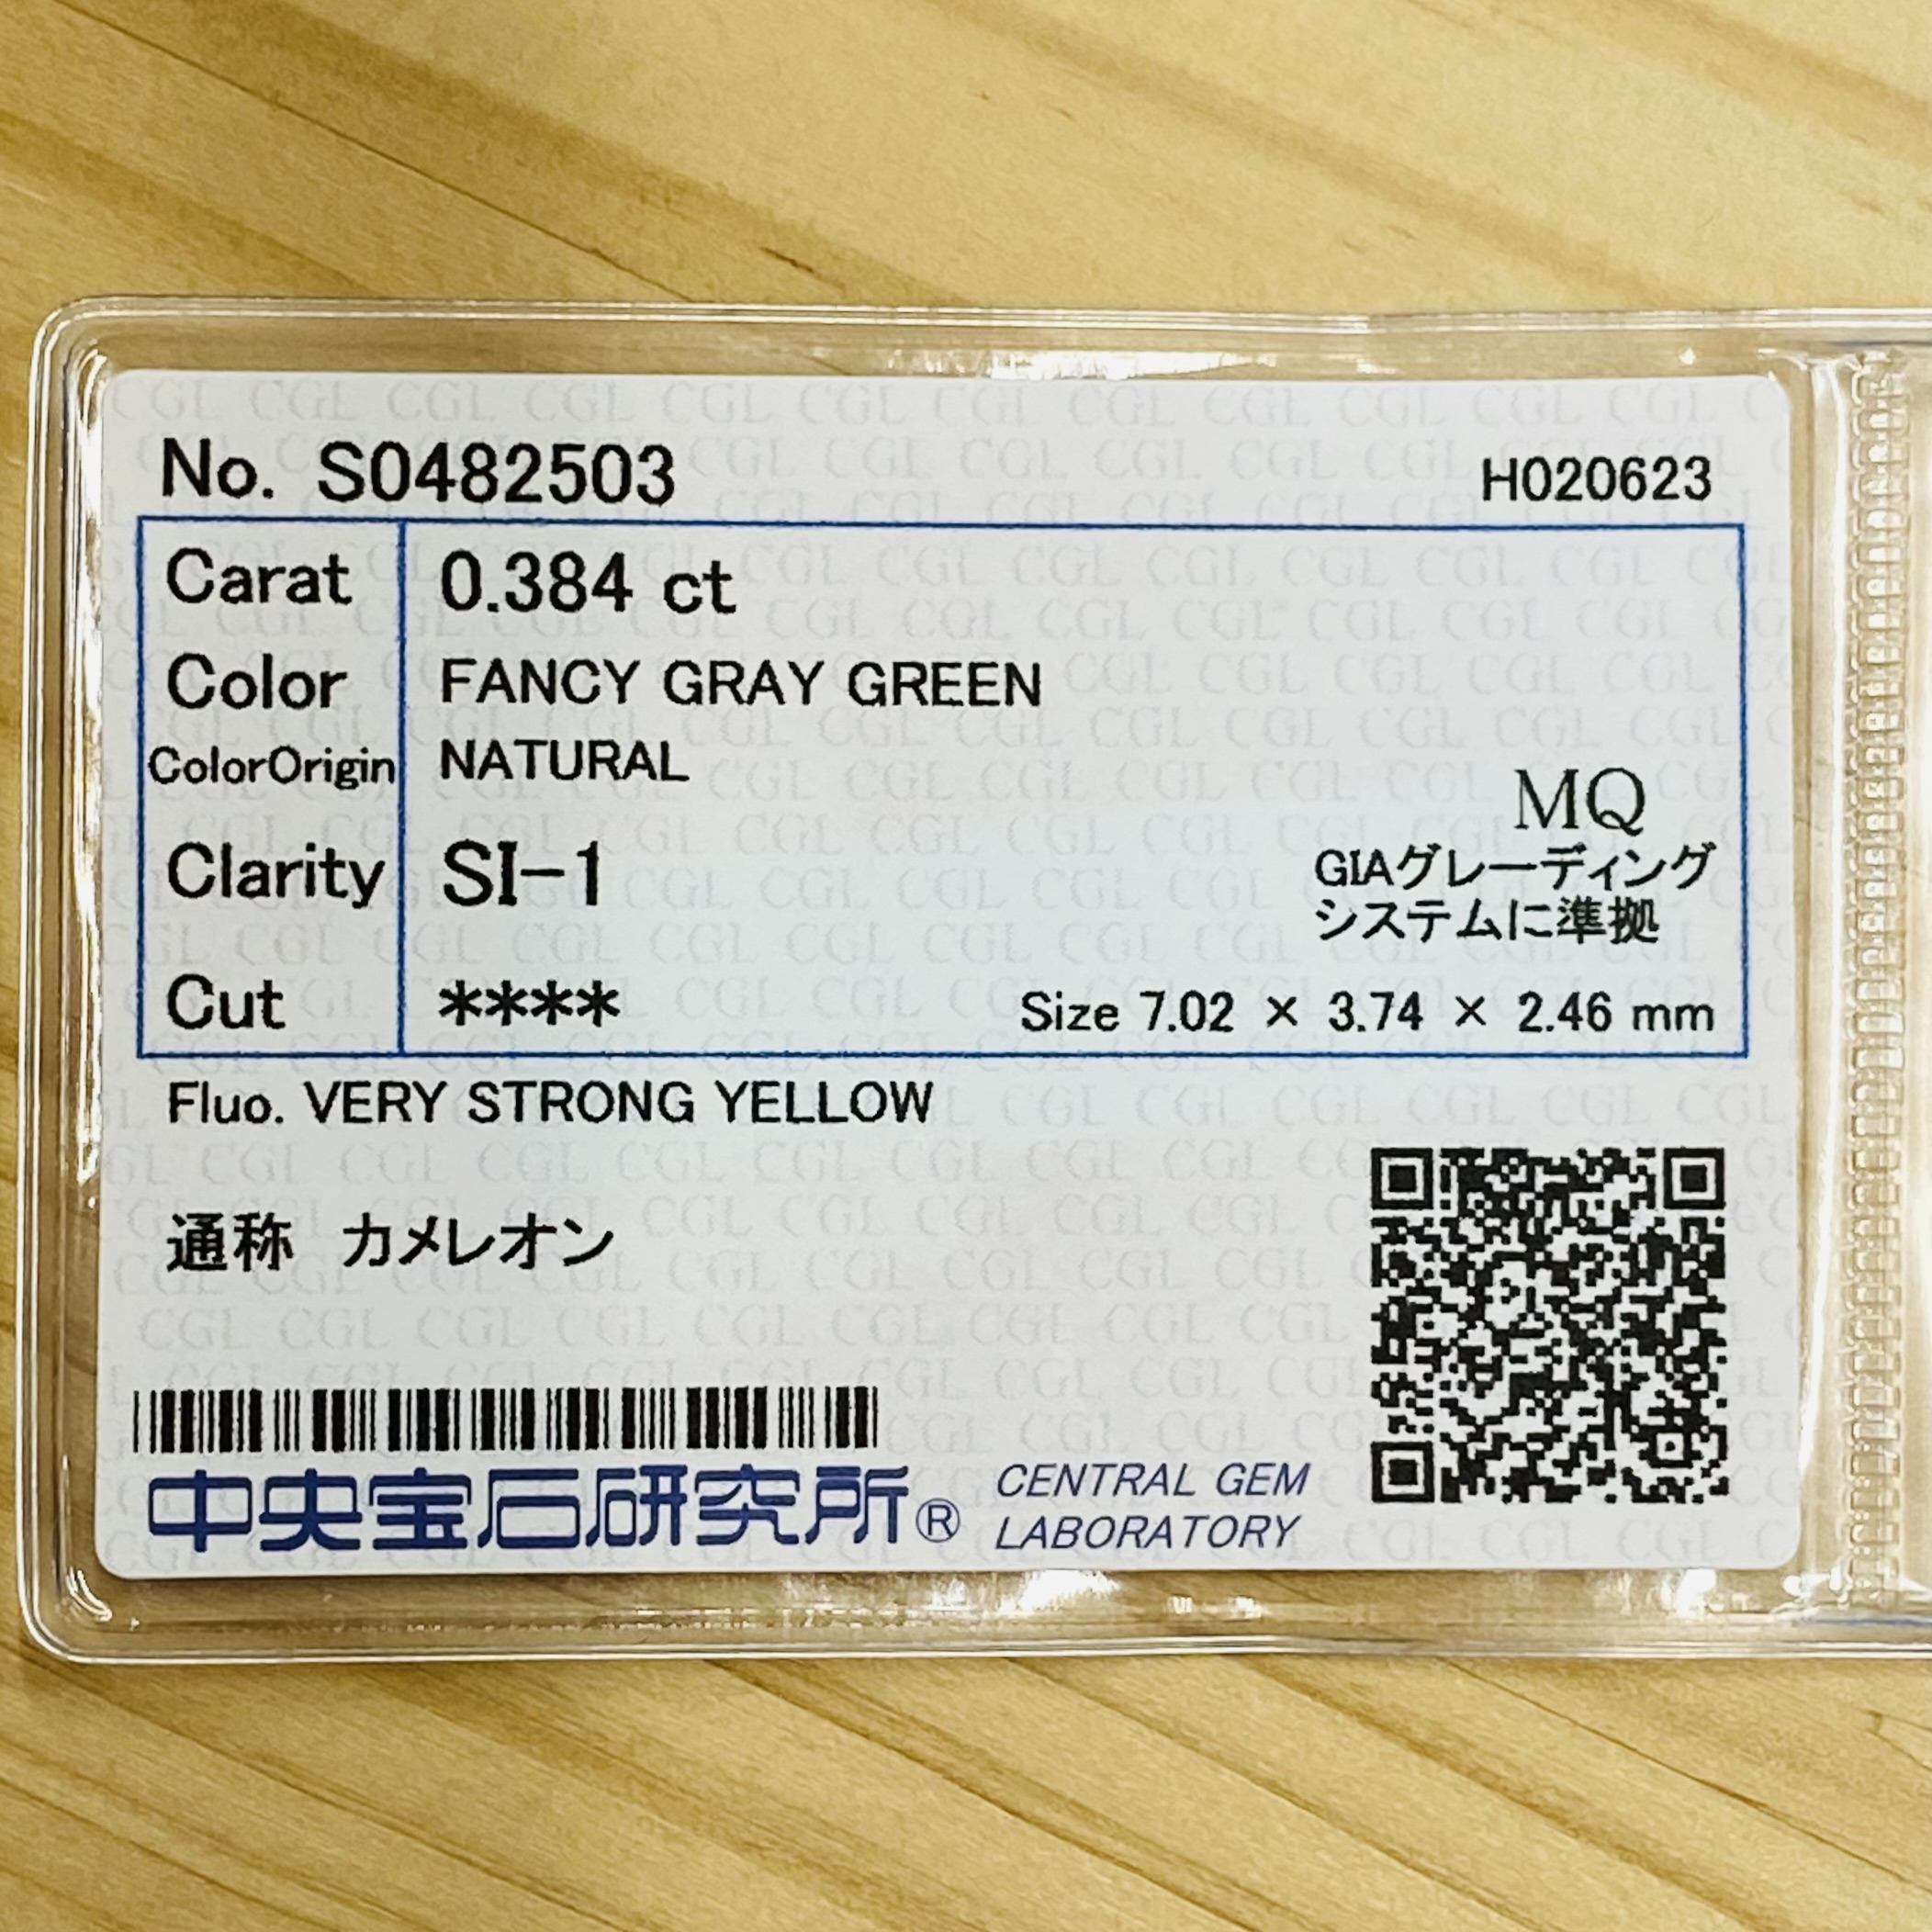 No. S0482503 H020623
Carat 0.384 ct
Color FANCY GRAY GREEN
ColorOrigin NATURAL
MQ
Clarity SI-1 GIAグレーディング
システムに準拠
Cut **** Size 7.02 × 3.74 × 2.46 mm
Fluo. VERY STRONG YELLOW
通称 カメレオン
中央宝石研究所® CENTRAL GEM
LABORATORY